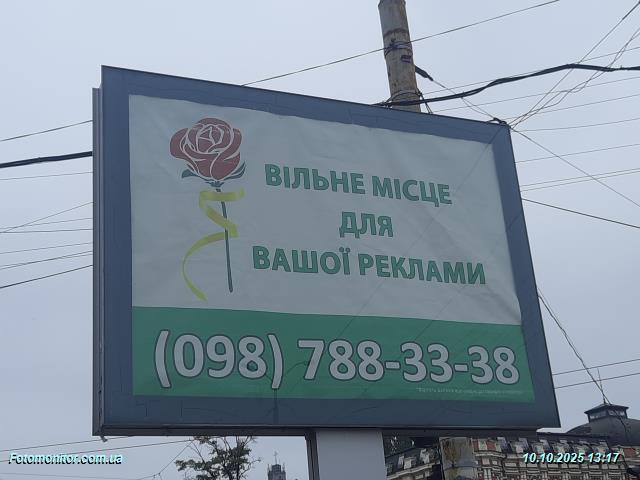 ВІЛЬНЕ МІСЦЕ
ДЛЯ
ВАШОЇ РЕКЛАМИ
(098) 788-33-38
Fotomonitor.com.ua
10.10.2025 13:17